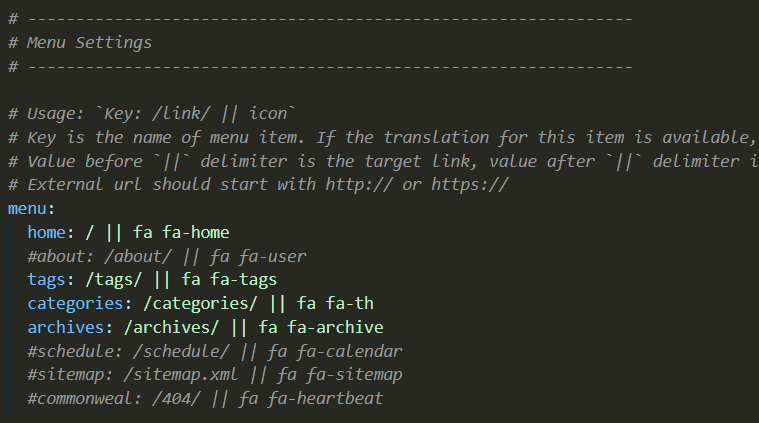 # ---------------------------------------------------------------
# Menu Settings
# ---------------------------------------------------------------
# Usage: `Key: /link/ || icon`
# Key is the name of menu item. If the translation for this item is available,
# Value before `||` delimiter is the target link, value after `||` delimiter i
# External url should start with http:// or https://
menu:
  home: / || fa fa-home
  #about: /about/ || fa fa-user
  tags: /tags/ || fa fa-tags
  categories: /categories/ || fa fa-th
  archives: /archives/ || fa fa-archive
  #schedule: /schedule/ || fa fa-calendar
  #sitemap: /sitemap.xml || fa fa-sitemap
  #commonweal: /404/ || fa fa-heartbeat